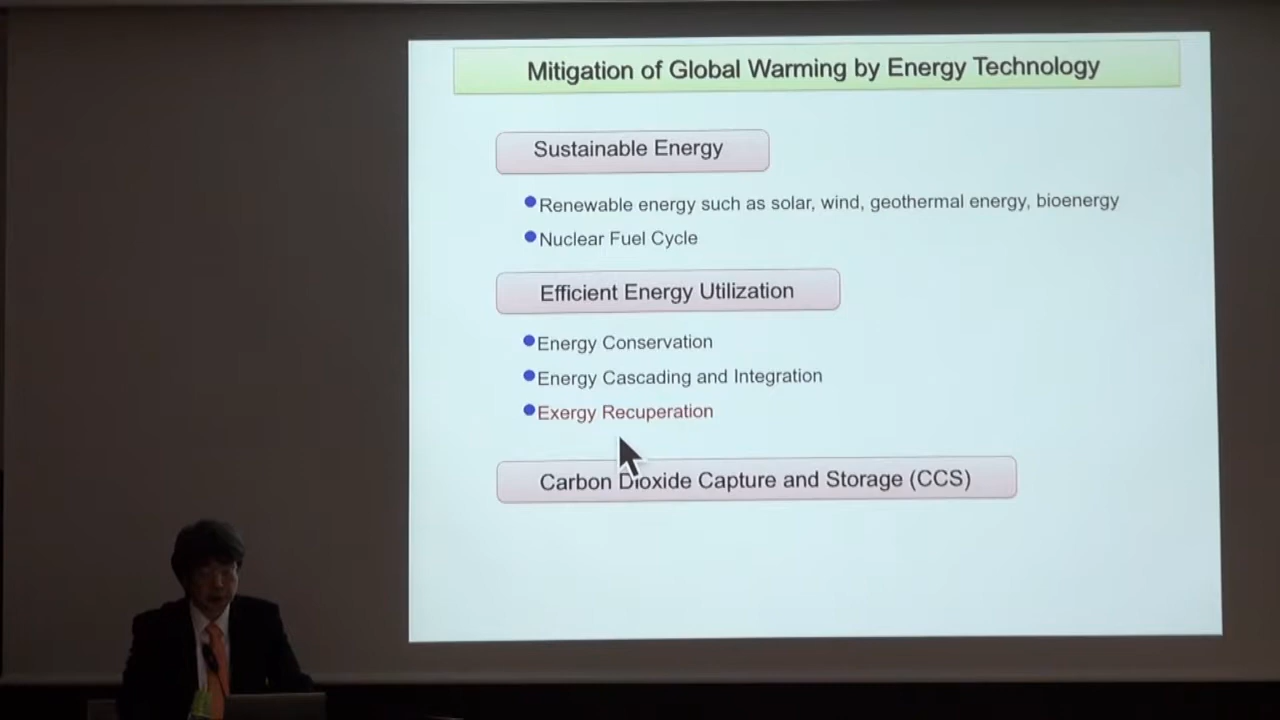 Mitigation of Global Warming by Energy Technology
Sustainable Energy
Renewable energy such as solar, wind, geothermal energy, bioenergy
Nuclear Fuel Cycle
Efficient Energy Utilization
Energy Conservation
Energy Cascading and Integration
Exergy Recuperation
Carbon Dioxide Capture and Storage (CCS)